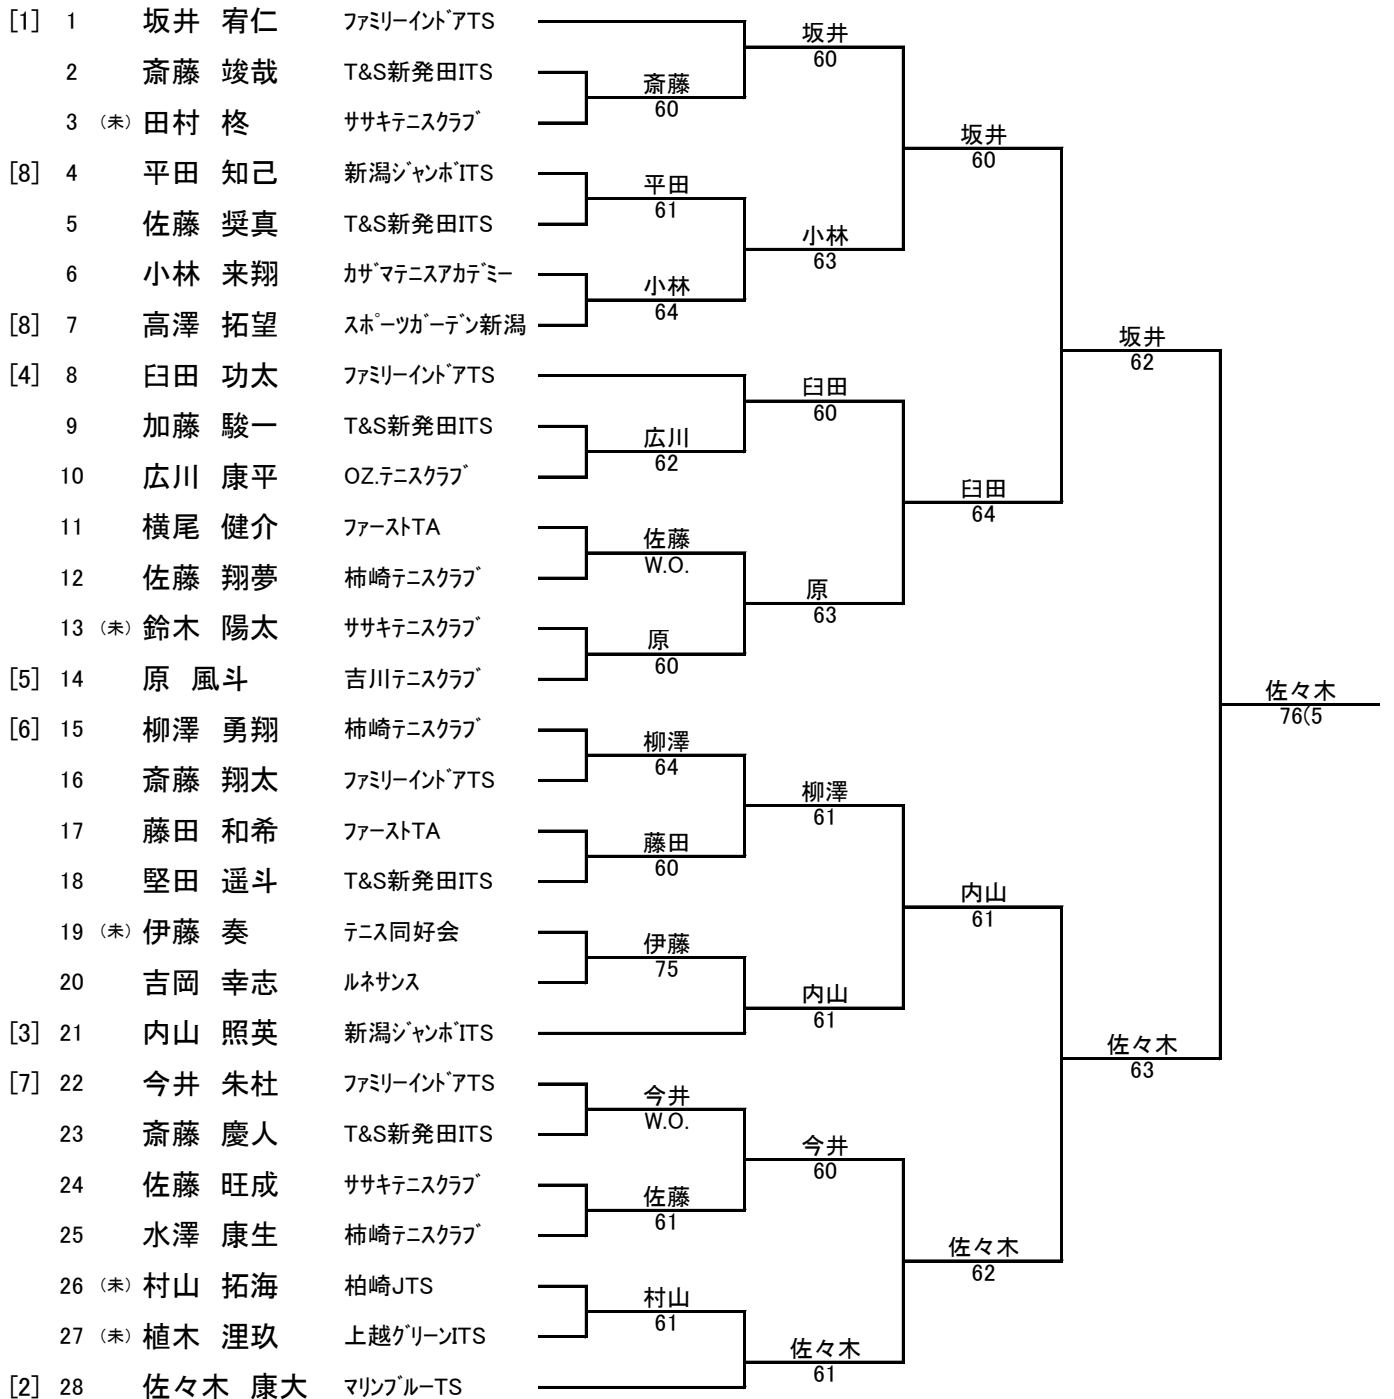 [1] 1 坂井 宥仁 ファミリーインドアTS
坂井
60
2 斎藤 竣哉 T&S新発田ITS
斎藤
60
3 (未) 田村 柊 ササキテニスクラブ
坂井
60
[8] 4 平田 知己 新潟ジャンボITS
平田
61
5 佐藤 奨真 T&S新発田ITS
小林
63
6 小林 来翔 カザマテニスアカデミー
小林
64
[8] 7 高澤 拓望 スポーツガーデン新潟
坂井
62
[4] 8 臼田 功太 ファミリーインドアTS
臼田
60
9 加藤 駿一 T&S新発田ITS
広川
62
10 広川 康平 OZ.テニスクラブ
臼田
64
11 横尾 健介 ファーストTA
佐藤
W.O.
12 佐藤 翔夢 柿崎テニスクラブ
原
63
13 (未) 鈴木 陽太 ササキテニスクラブ
原
60
[5] 14 原 風斗 吉川テニスクラブ
佐々木
76(5
[6] 15 柳澤 勇翔 柿崎テニスクラブ
柳澤
64
16 斎藤 翔太 ファミリーインドアTS
柳澤
61
17 藤田 和希 ファーストTA
藤田
60
18 堅田 遥斗 T&S新発田ITS
内山
61
19 (未) 伊藤 奏 テニス同好会
伊藤
75
20 吉岡 幸志 ルネサンス
内山
61
[3] 21 内山 照英 新潟ジャンボITS
佐々木
63
[7] 22 今井 朱杜 ファミリーインドアTS
今井
W.O.
23 斎藤 慶人 T&S新発田ITS
今井
60
24 佐藤 旺成 ササキテニスクラブ
佐藤
61
25 水澤 康生 柿崎テニスクラブ
佐々木
62
26 (未) 村山 拓海 柏崎JTS
村山
61
27 (未) 植木 浬玖 上越グリーンITS
佐々木
61
[2] 28 佐々木 康大 マリンブルーTS